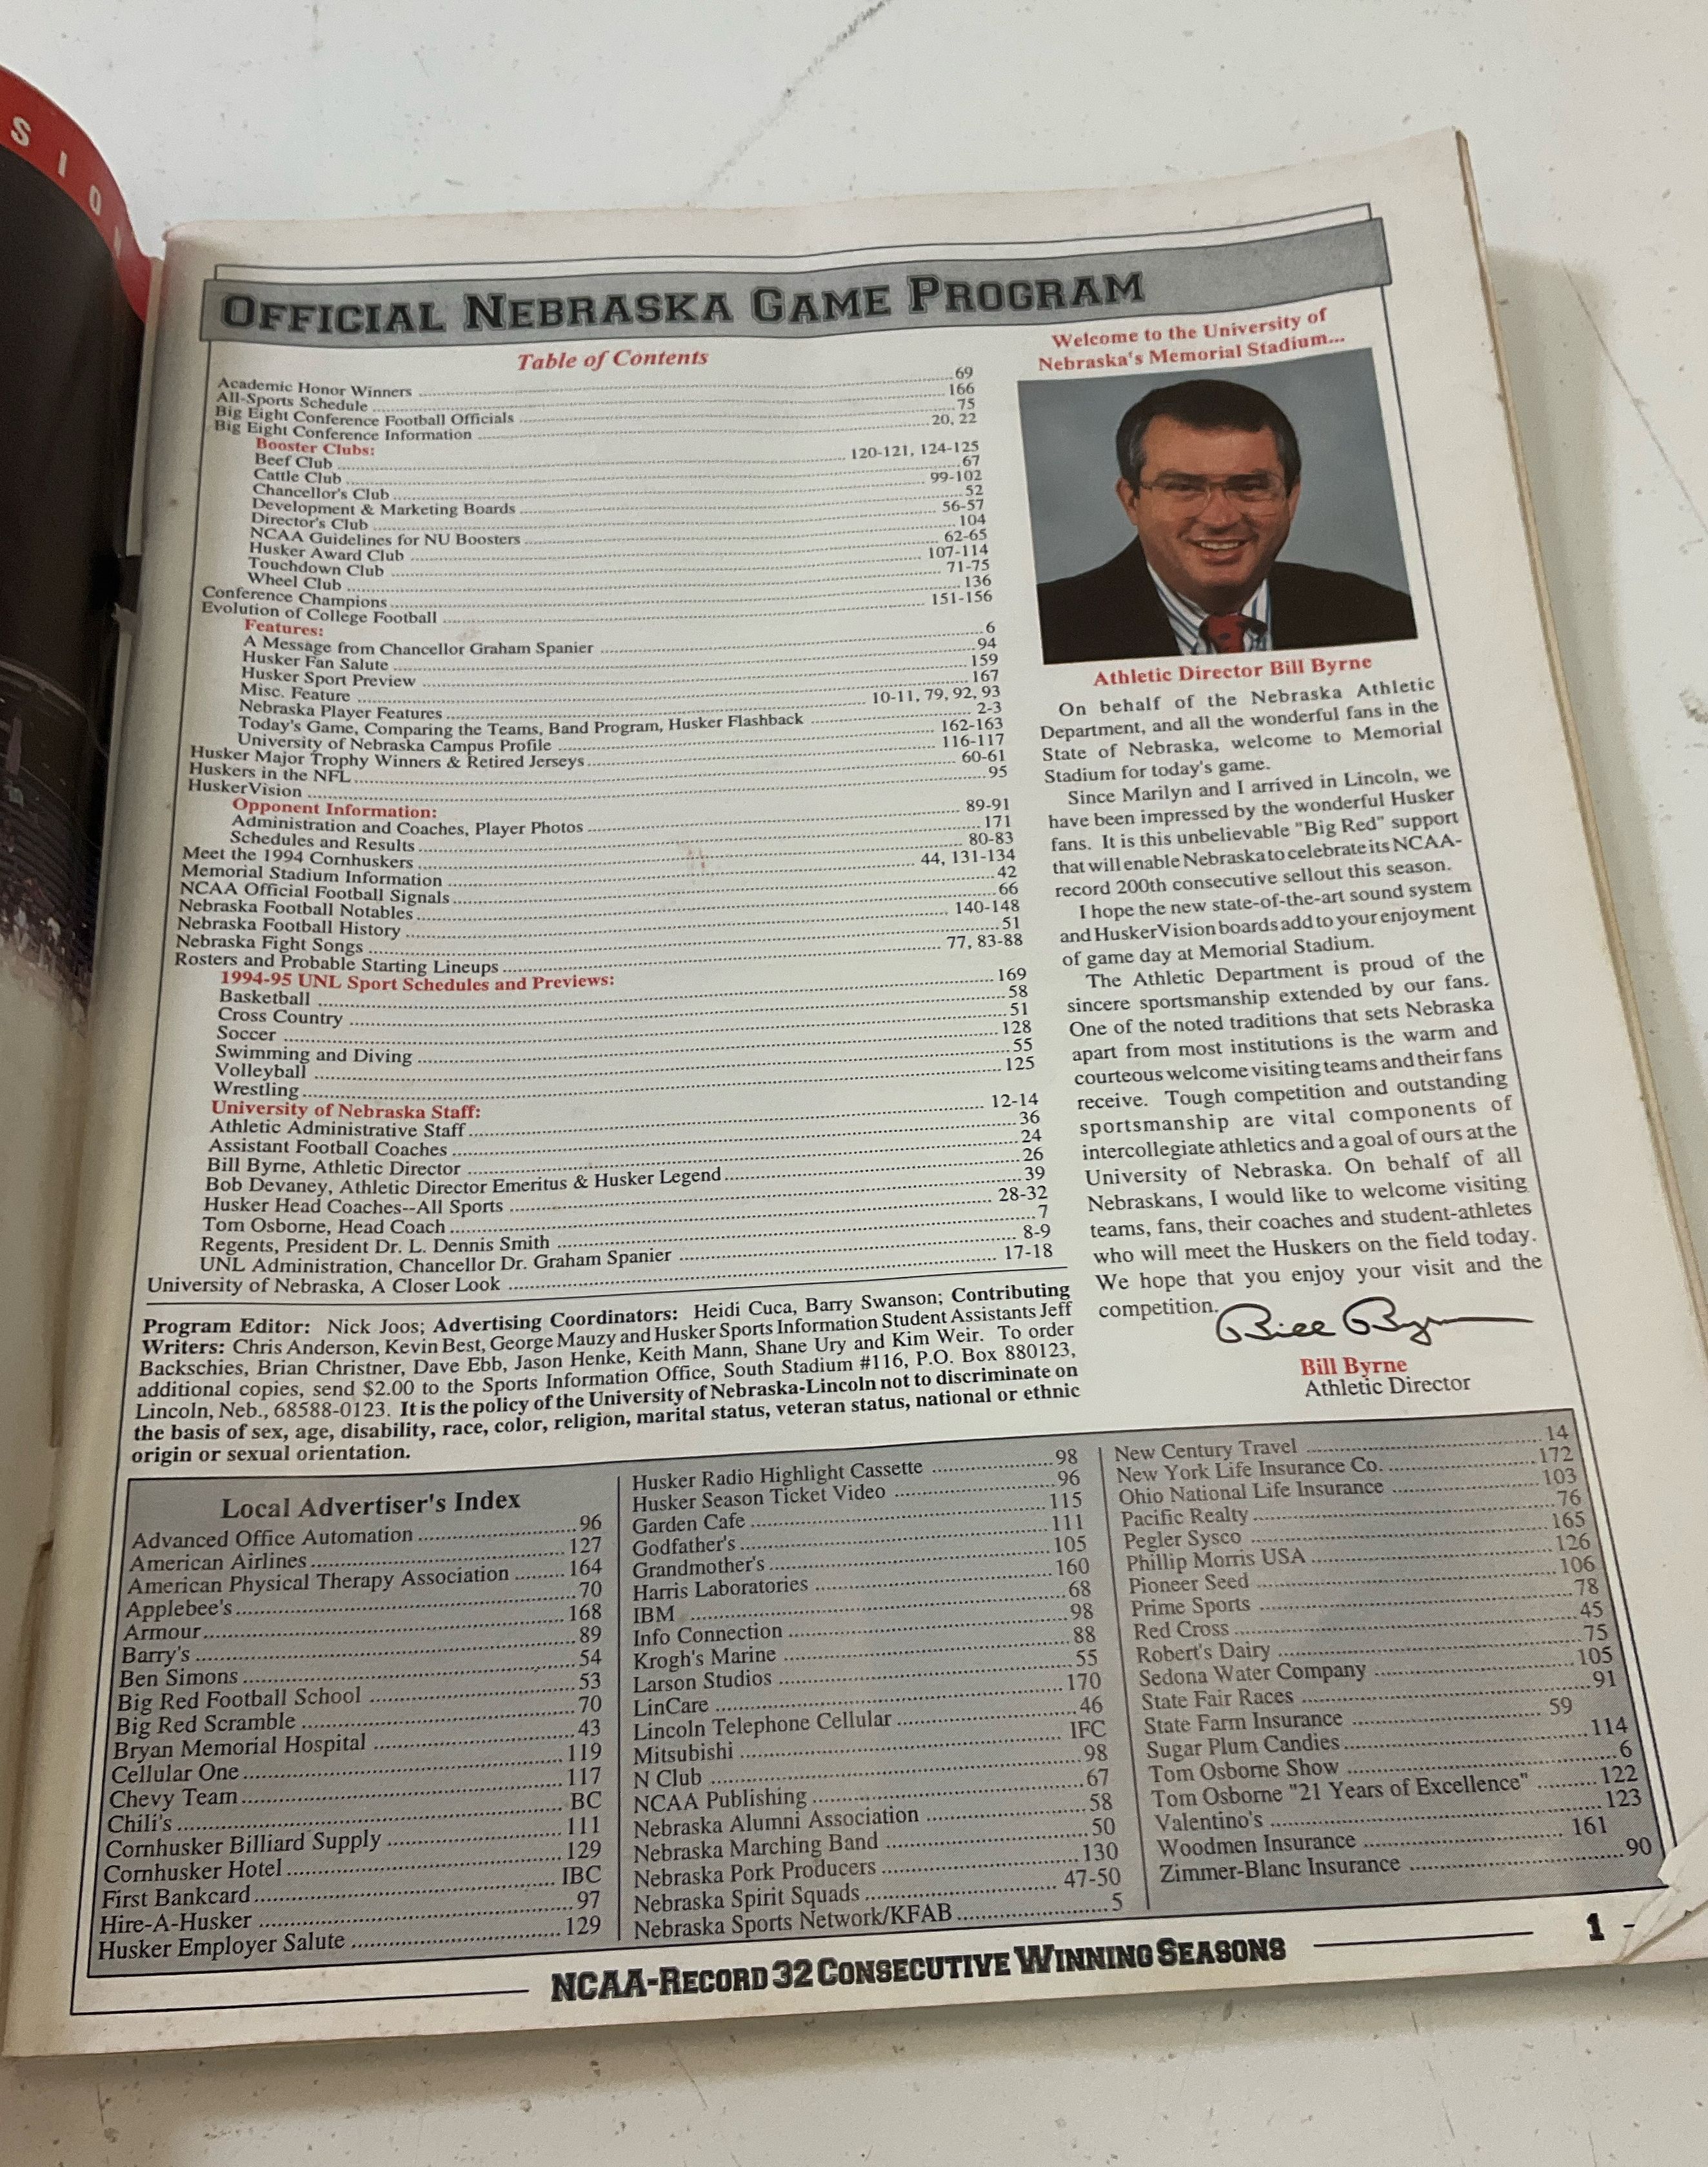 S I O
OFFICIAL NEBRASKA GAME PROGRAM
Table of Contents
Academic Honor Winners 69
All-Sports Schedule 166
Big Eight Conference Football Officials 75
Big Eight Conference Information 20, 22
Booster Clubs:
Beef Club 120-121, 124-125
Cattle Club 67
Chancellor's Club 99-102
Development & Marketing Boards 52
Director's Club 56-57
NCAA Guidelines for NU Boosters 104
Husker Award Club 62-65
Touchdown Club 107-114
Wheel Club 71-75
Conference Champions 136
Evolution of College Football 151-156
Features:
A Message from Chancellor Graham Spanier 6
Husker Fan Salute 94
Husker Sport Preview 159
Misc. Feature 167
Nebraska Player Features 10-11, 79, 92, 93
Today's Game, Comparing the Teams, Band Program, Husker Flashback 2-3
University of Nebraska Campus Profile 162-163
Husker Major Trophy Winners & Retired Jerseys 116-117
Huskers in the NFL 60-61
HuskerVision 95
Opponent Information:
Administration and Coaches, Player Photos 89-91
Schedules and Results 171
Meet the 1994 Cornhuskers 80-83
Memorial Stadium Information 44, 131-134
NCAA Official Football Signals 42
Nebraska Football Notables 66
Nebraska Football History 140-148
Nebraska Fight Songs 51
Rosters and Probable Starting Lineups 77, 83-88
1994-95 UNL Sport Schedules and Previews:
Basketball 169
Cross Country 58
Soccer 51
Swimming and Diving 128
Volleyball 55
Wrestling 125
University of Nebraska Staff:
Athletic Administrative Staff 12-14
Assistant Football Coaches 36
Bill Byrne, Athletic Director 24
Bob Devaney, Athletic Director Emeritus & Husker Legend 26
Husker Head Coaches--All Sports 39
Tom Osborne, Head Coach 28-32
Regents, President Dr. L. Dennis Smith 7
UNL Administration, Chancellor Dr. Graham Spanier 8-9
University of Nebraska, A Closer Look 17-18
Program Editor: Nick Joos; Advertising Coordinators: Heidi Cuca, Barry Swanson; Contributing
Writers: Chris Anderson, Kevin Best, George Mauzy and Husker Sports Information Student Assistants Jeff
Backschies, Brian Christner, Dave Ebb, Jason Henke, Keith Mann, Shane Ury and Kim Weir. To order
additional copies, send $2.00 to the Sports Information Office, South Stadium #116, P.O. Box 880123,
Lincoln, Neb., 68588-0123. It is the policy of the University of Nebraska-Lincoln not to discriminate on
the basis of sex, age, disability, race, color, religion, marital status, veteran status, national or ethnic
origin or sexual orientation.
Welcome to the University of
Nebraska's Memorial Stadium...
Athletic Director Bill Byrne
On behalf of the Nebraska Athletic
Department, and all the wonderful fans in the
State of Nebraska, welcome to Memorial
Stadium for today's game.
Since Marilyn and I arrived in Lincoln, we
have been impressed by the wonderful Husker
fans. It is this unbelievable "Big Red" support
that will enable Nebraska to celebrate its NCAA-
record 200th consecutive sellout this season.
I hope the new state-of-the-art sound system
and HuskerVision boards add to your enjoyment
of game day at Memorial Stadium.
The Athletic Department is proud of the
sincere sportsmanship extended by our fans.
One of the noted traditions that sets Nebraska
apart from most institutions is the warm and
courteous welcome visiting teams and their fans
receive. Tough competition and outstanding
sportsmanship are vital components of
intercollegiate athletics and a goal of ours at the
University of Nebraska. On behalf of all
Nebraskans, I would like to welcome visiting
teams, fans, their coaches and student-athletes
who will meet the Huskers on the field today.
We hope that you enjoy your visit and the
competition.
Bill Byrne
Bill Byrne
Athletic Director
Local Advertiser's Index
Advanced Office Automation 96
American Airlines 127
American Physical Therapy Association 164
Applebee's 70
Armour 168
Barry's 89
Ben Simons 54
Big Red Football School 53
Big Red Scramble 70
Bryan Memorial Hospital 43
Cellular One 119
Chevy Team 117
Chili's BC
Cornhusker Billiard Supply 111
Cornhusker Hotel 129
First Bankcard IBC
Hire-A-Husker 97
Husker Employer Salute 129
Husker Radio Highlight Cassette 98
Husker Season Ticket Video 96
Garden Cafe 115
Godfather's 111
Grandmother's 105
Harris Laboratories 160
IBM 68
Info Connection 98
Krogh's Marine 88
Larson Studios 55
LinCare 170
Lincoln Telephone Cellular 46
Mitsubishi IFC
N Club 98
NCAA Publishing 67
Nebraska Alumni Association 58
Nebraska Marching Band 50
Nebraska Pork Producers 130
Nebraska Spirit Squads 47-50
Nebraska Sports Network/KFAB 5
New Century Travel 14
New York Life Insurance Co. 172
Ohio National Life Insurance 103
Pacific Realty 76
Pegler Sysco 165
Phillip Morris USA 126
Pioneer Seed 106
Prime Sports 78
Red Cross 45
Robert's Dairy 75
Sedona Water Company 105
State Fair Races 91
State Farm Insurance 59
Sugar Plum Candies 114
Tom Osborne Show 6
Tom Osborne "21 Years of Excellence" 122
Valentino's 123
Woodmen Insurance 161
Zimmer-Blanc Insurance 90
NCAA-RECORD 32 CONSECUTIVE WINNING SEASONS
1